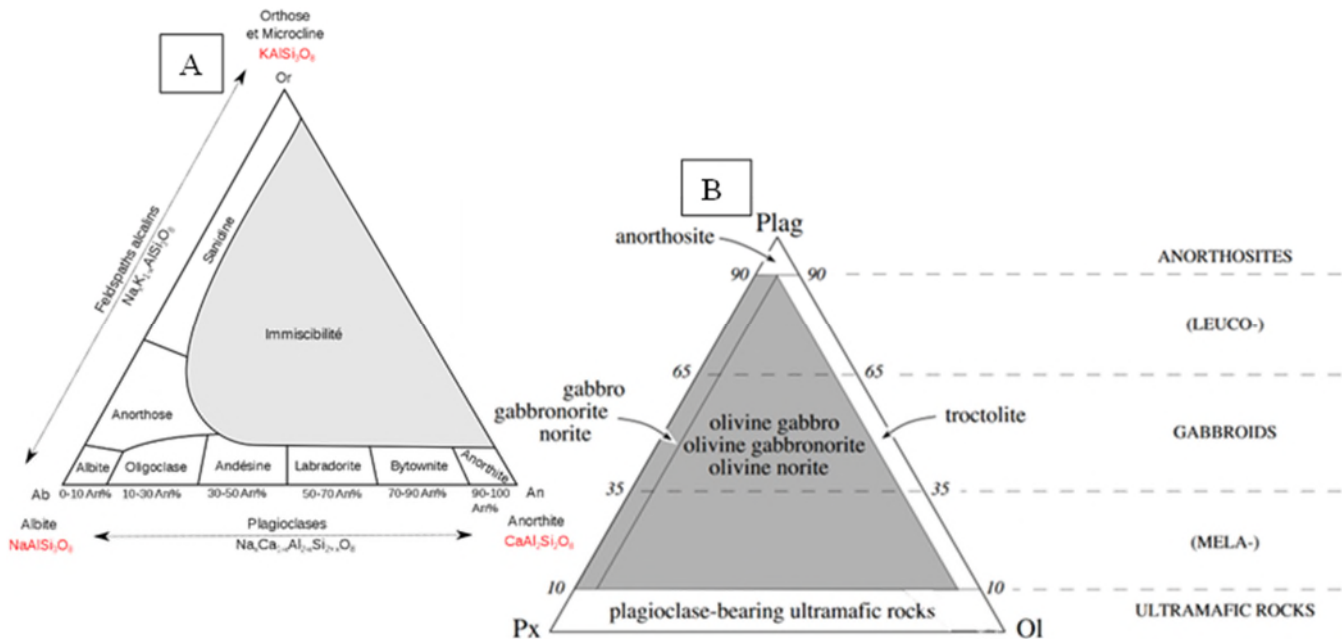 A
Orthose
et Microcline
KAlSi₃O₈
Or
Feldspaths alcalins
NaₓK₁₋ₓAlSi₃O₈
Sanidine
Immiscibilité
Anorthose
Albite
Oligoclase
Andésine
Labradorite
Bytownite
Anorthite
Ab
0-10 An%
10-30 An%
30-50 An%
50-70 An%
70-90 An%
90-100
An%
An
Albite
NaAlSi₃O₈
Plagioclases
NaₓCa₁₋ₓAl₂₋ₓSi₂₊ₓO₈
Anorthite
CaAl₂Si₂O₈
B
Plag
anorthosite
90
90
ANORTHOSITES
(LEUCO-)
65
65
gabbro
gabbronorite
norite
olivine gabbro
olivine gabbronorite
olivine norite
troctolite
GABBROIDS
35
35
(MELA-)
10
10
plagioclase-bearing ultramafic rocks
ULTRAMAFIC ROCKS
Px
Ol